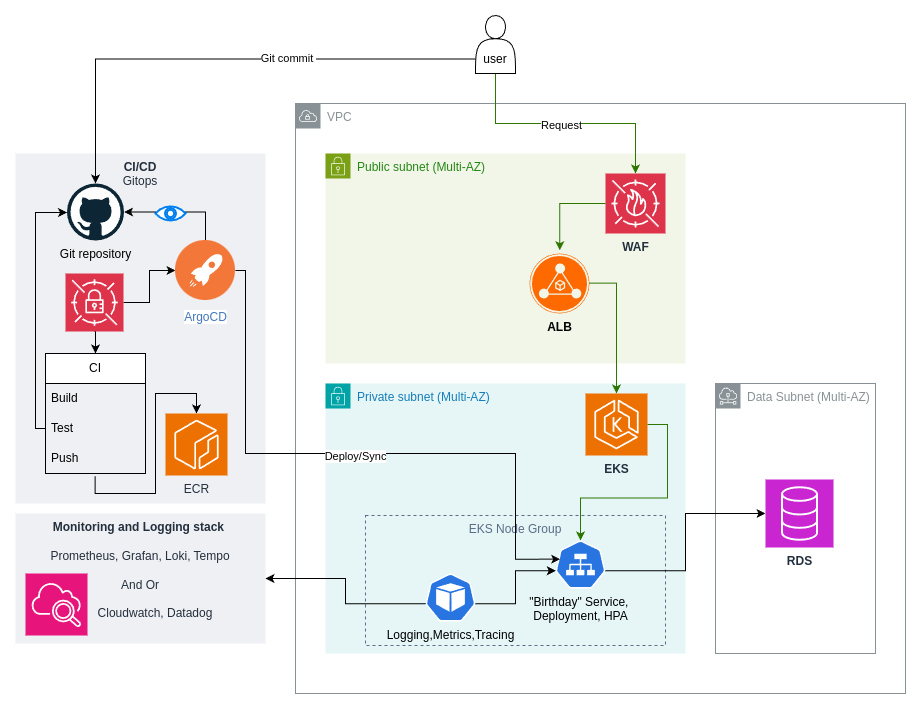 user
Git commit
VPC
Request
CI/CD
Gitops
Public subnet (Multi-AZ)
Git repository
WAF
ArgoCD
ALB
CI
Build
Test
Push
ECR
Private subnet (Multi-AZ)
Data Subnet (Multi-AZ)
EKS
Deploy/Sync
Monitoring and Logging stack
Prometheus, Grafan, Loki, Tempo
And Or
Cloudwatch, Datadog
EKS Node Group
RDS
"Birthday" Service,
Deployment, HPA
Logging,Metrics,Tracing